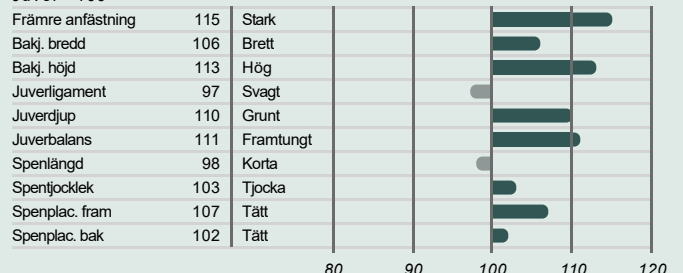 Främre anfästning 115 Stark
Bakj. bredd 106 Brett
Bakj. höjd 113 Hög
Juverligament 97 Svagt
Juverdjup 110 Grunt
Juverbalans 111 Framtungt
Spenlängd 98 Korta
Spentjocklek 103 Tjocka
Spenplac. fram 107 Tätt
Spenplac. bak 102 Tätt
80 90 100 110 120